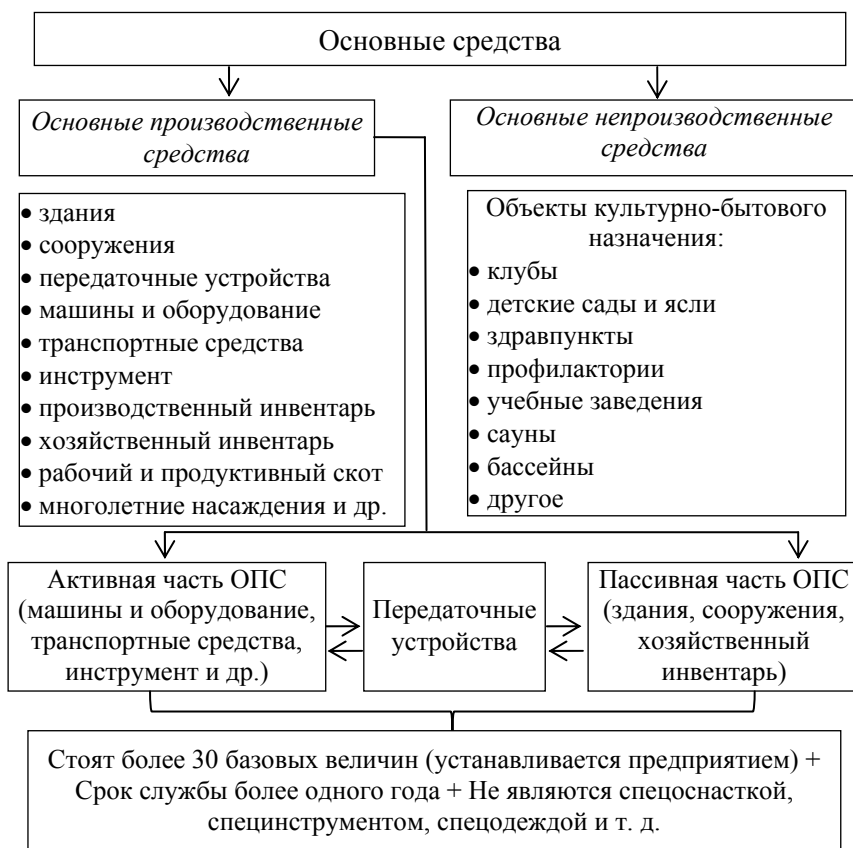 Основные средства
Основные производственные
средства
Основные непроизводственные
средства
• здания
• сооружения
• передаточные устройства
• машины и оборудование
• транспортные средства
• инструмент
• производственный инвентарь
• хозяйственный инвентарь
• рабочий и продуктивный скот
• многолетние насаждения и др.
Объекты культурно-бытового
назначения:
• клубы
• детские сады и ясли
• здравпункты
• профилактории
• учебные заведения
• сауны
• бассейны
• другое
Активная часть ОПС
(машины и оборудование,
транспортные средства,
инструмент и др.)
Передаточные
устройства
Пассивная часть ОПС
(здания, сооружения,
хозяйственный
инвентарь)
Стоят более 30 базовых величин (устанавливается предприятием) +
Срок службы более одного года + Не являются спецоснасткой,
специнструментом, спецодеждой и т. д.